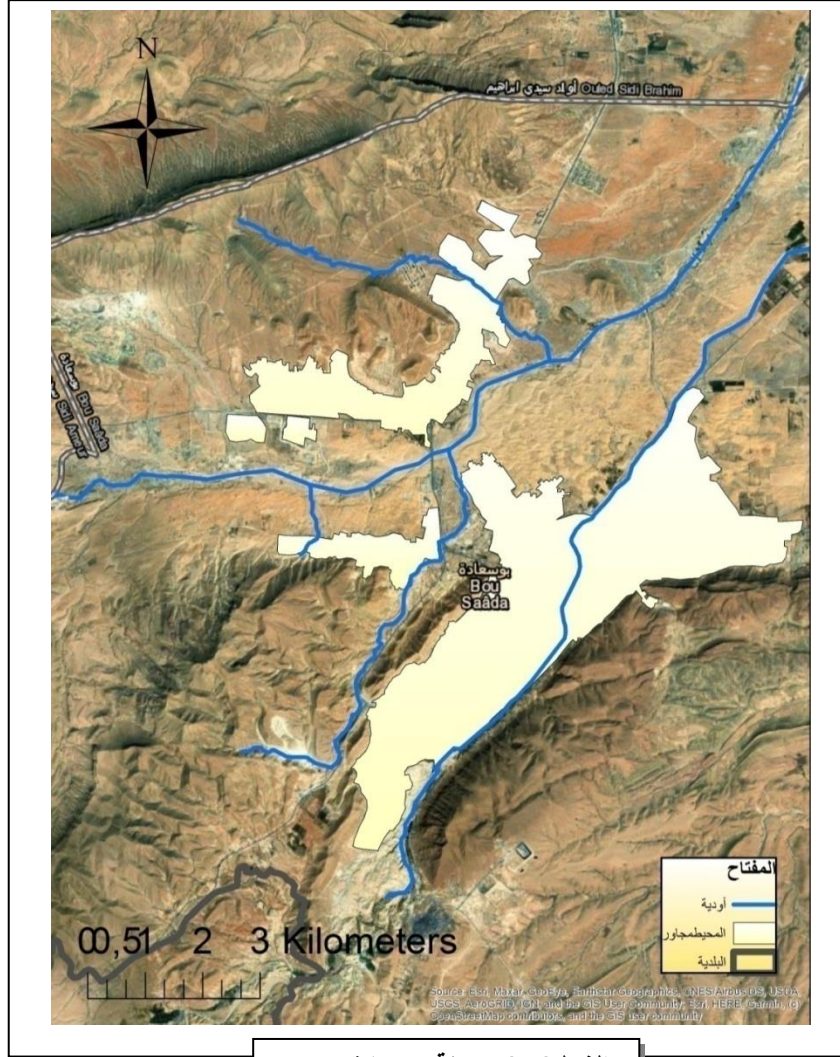 N
أولاد سيدي ابراهيم Ouled Sidi Brahim
بوسعادة Bou Saâda
Sidi Ameur
بوسعادة
Bou
Saâda
المفتاح
أودية
المحيطمجاور
البلدية
00,51 2 3 Kilometers
Source: Esri, Maxar, GeoEye, Earthstar Geographics, CNES/Airbus DS, USDA,
USGS, AeroGRID, IGN, and the GIS User Community, Esri, HERE, Garmin, (c)
OpenStreetMap contributors, and the GIS user community